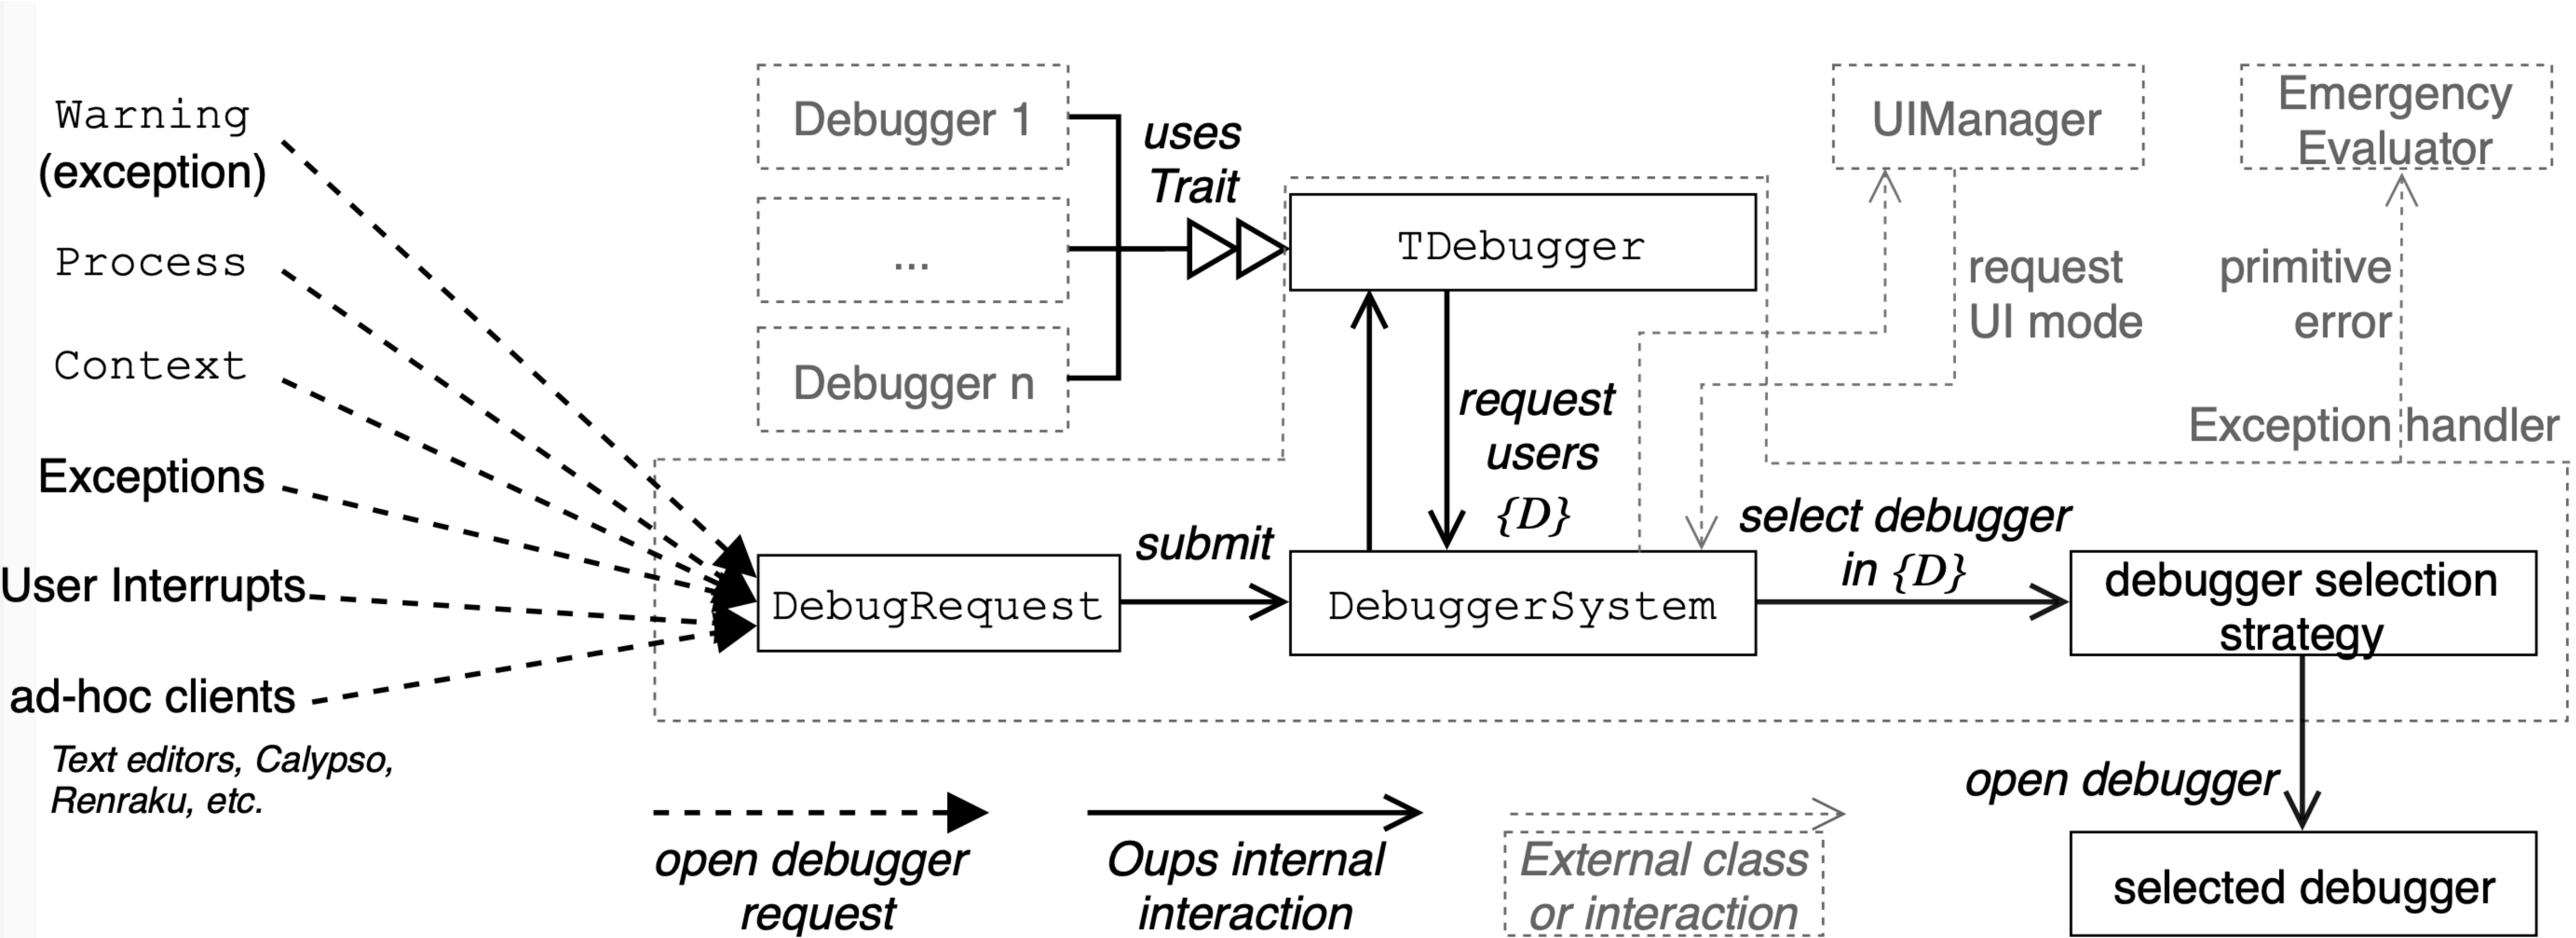 Warning
(exception)
Process
Context
Exceptions
User Interrupts
ad-hoc clients
Text editors, Calypso,
Renraku, etc.
Debugger 1
...
Debugger n
uses
Trait
TDebugger
UIManager
Emergency
Evaluator
request
UI mode
primitive
error
Exception handler
request
users
{D}
DebugRequest
submit
DebuggerSystem
select debugger
in {D}
debugger selection
strategy
open debugger
selected debugger
open debugger
request
Oups internal
interaction
External class
or interaction